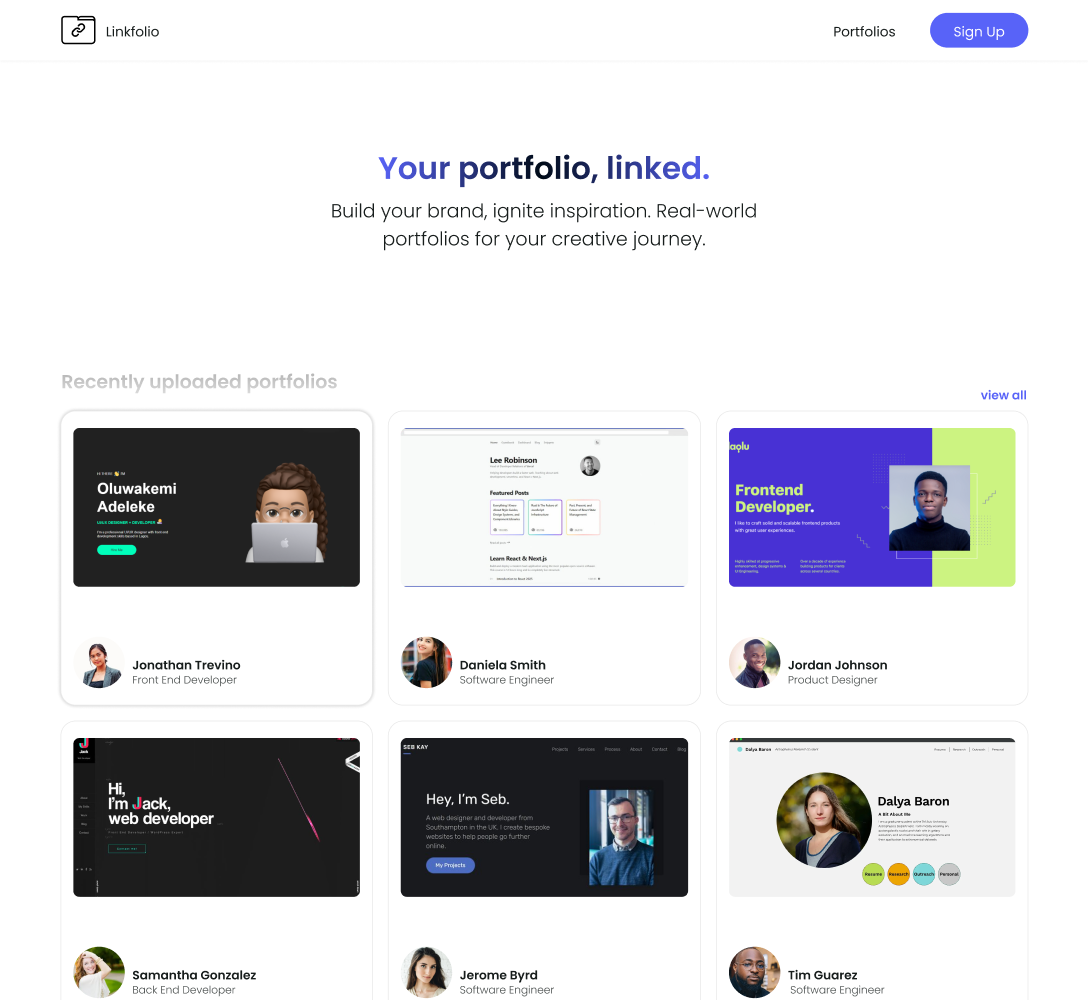 Linkfolio
Portfolios
Sign Up
Your portfolio, linked.
Build your brand, ignite inspiration. Real-world
portfolios for your creative journey.
Recently uploaded portfolios
view all
Oluwakemi
Adeleke
UI/UX DESIGNER + DEVELOPER
Jonathan Trevino
Front End Developer
Lee Robinson
Featured Posts
Learn React & Next.js
Daniela Smith
Software Engineer
Frontend
Developer.
I like to craft solid and scalable frontend products
with great user experiences.
Jordan Johnson
Product Designer
Jack
Hi,
I'm Jack,
web developer
Samantha Gonzalez
Back End Developer
SEB KAY
Projects
Services
Process
About
Contact
Blog
Hey, I'm Seb.
A web designer and developer from
Southampton in the UK, I create bespoke
websites to help people go further
online.
My Projects
Jerome Byrd
Software Engineer
Dalya Baron
Dalya Baron
A Bit About Me
Resume
Research
Outreach
Personal
Tim Guarez
Software Engineer